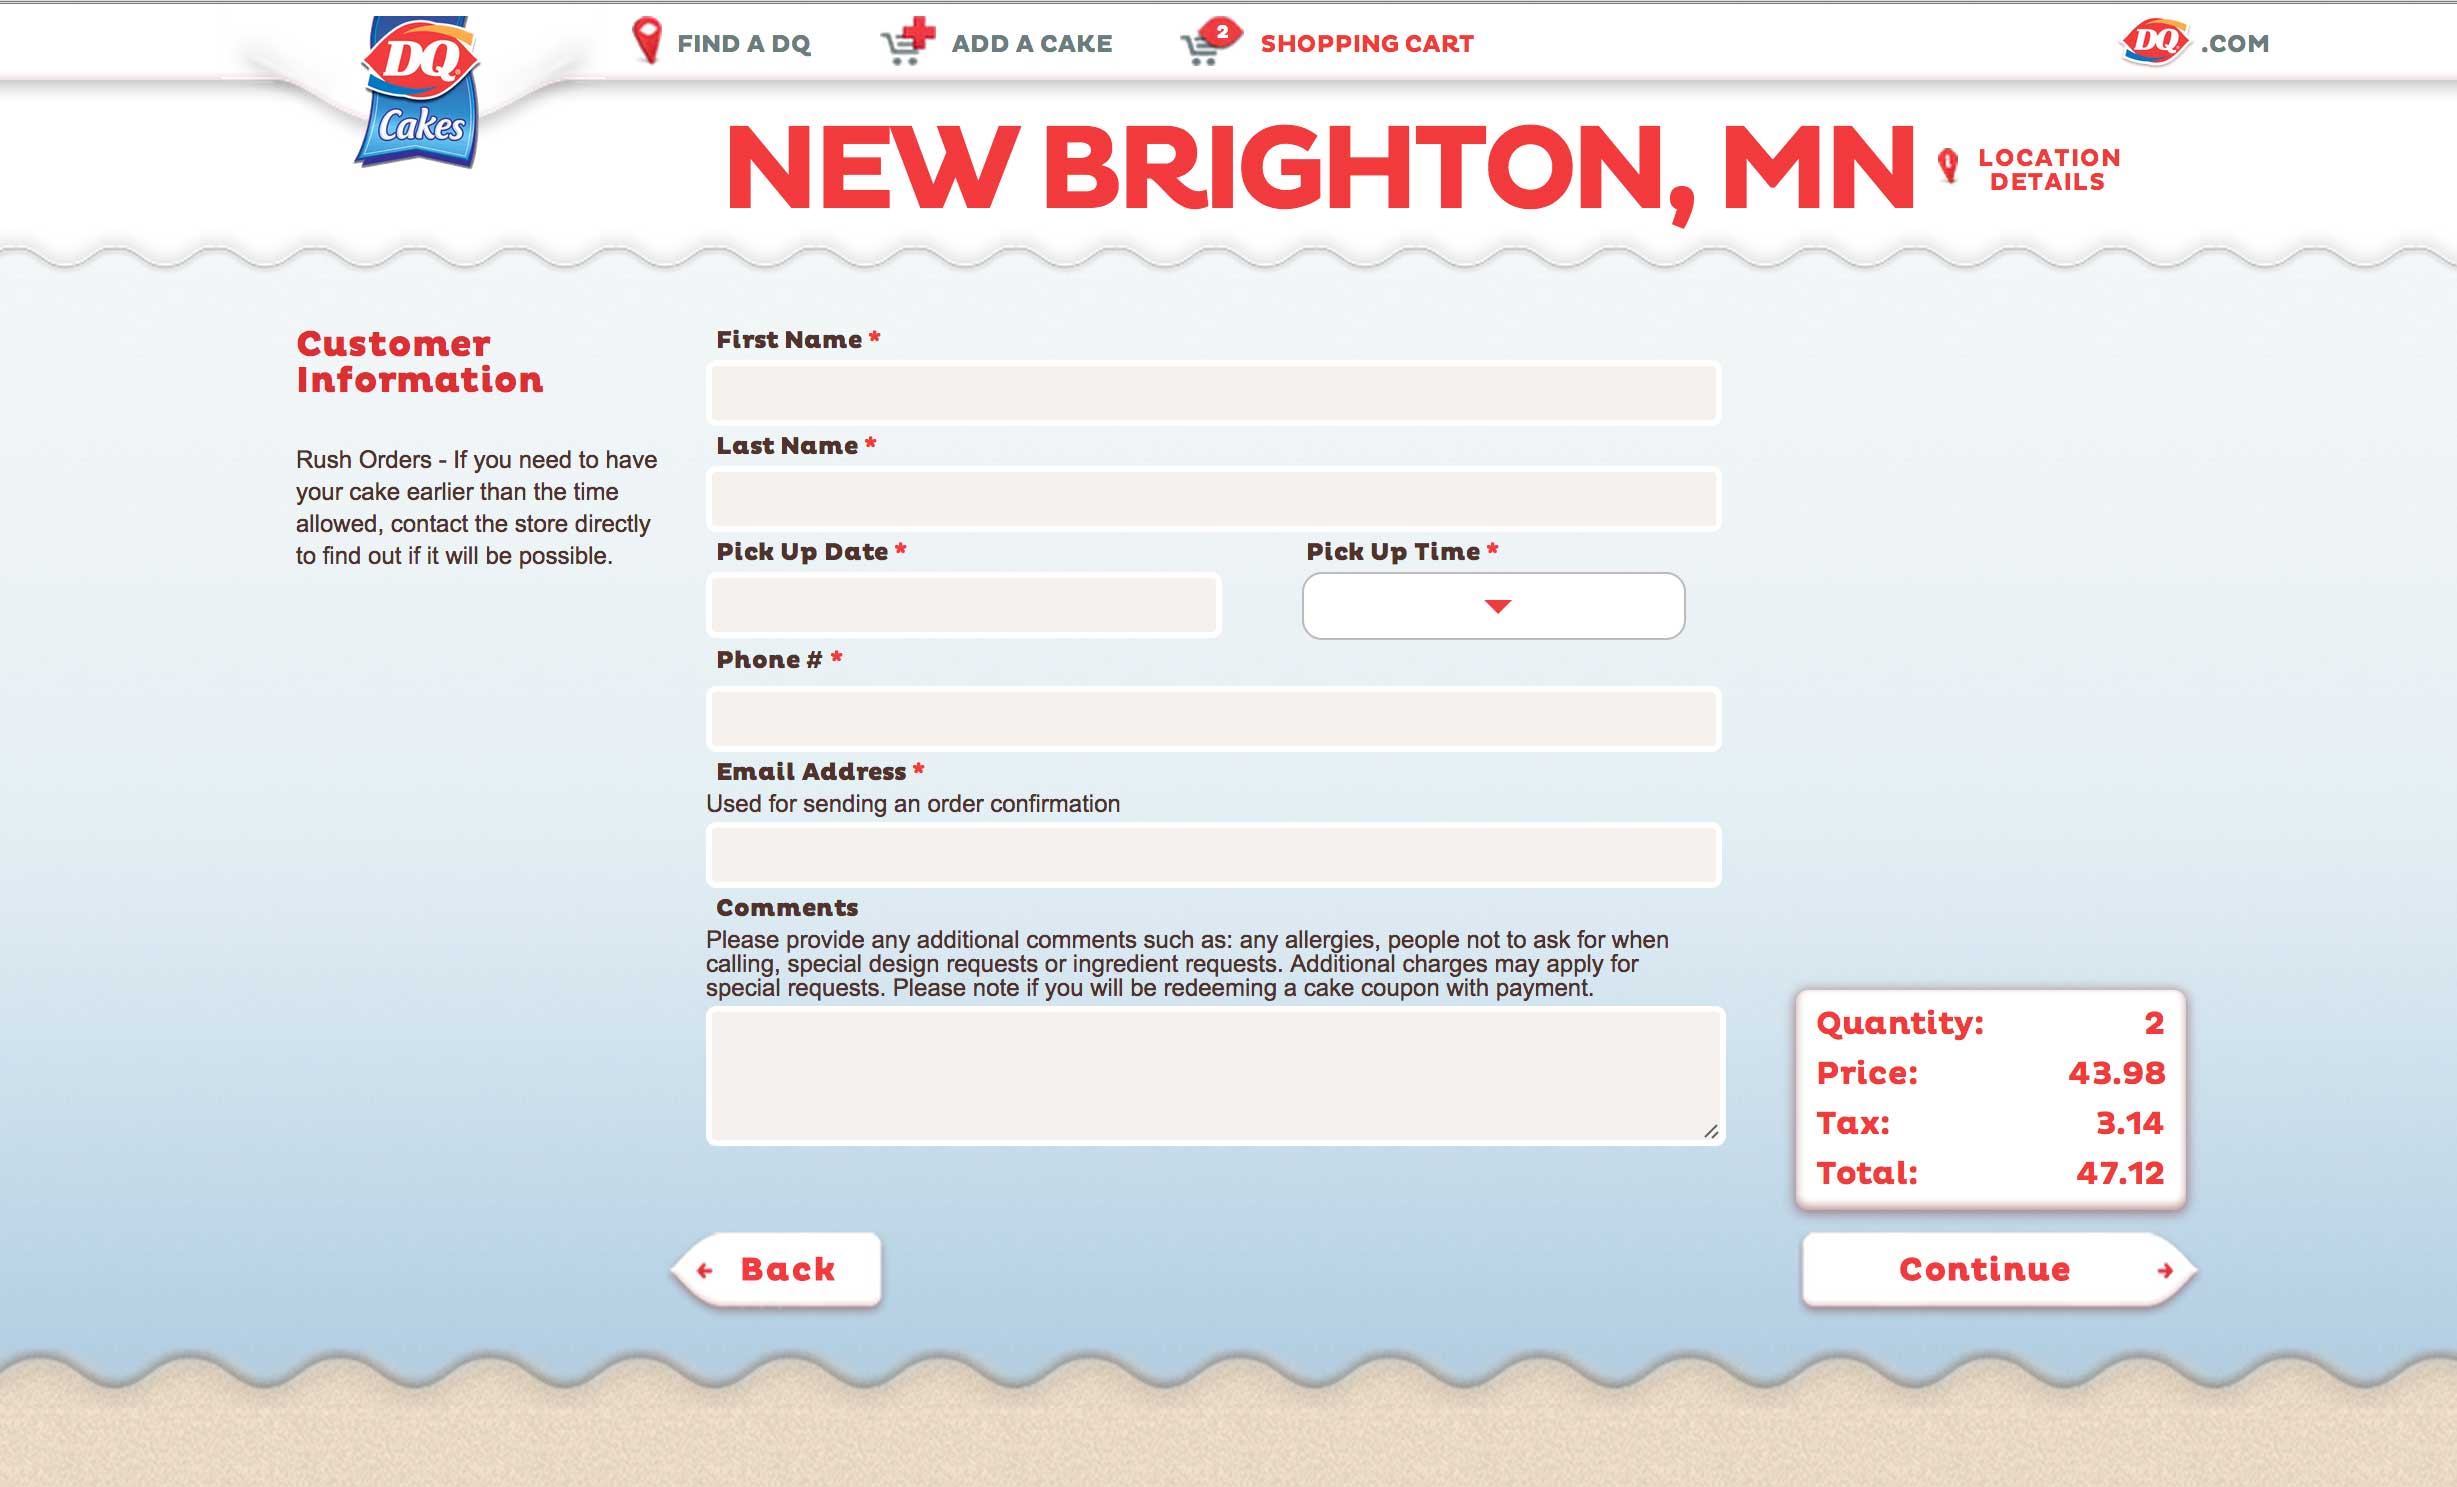 DQ
Cakes
FIND A DQ
ADD A CAKE
2
SHOPPING CART
DQ .COM
NEW BRIGHTON, MN
LOCATION
DETAILS
Customer
Information
Rush Orders - If you need to have
your cake earlier than the time
allowed, contact the store directly
to find out if it will be possible.
First Name *
Last Name *
Pick Up Date *
Pick Up Time *
Phone # *
Email Address *
Used for sending an order confirmation
Comments
Please provide any additional comments such as: any allergies, people not to ask for when
calling, special design requests or ingredient requests. Additional charges may apply for
special requests. Please note if you will be redeeming a cake coupon with payment.
Quantity: 2
Price: 43.98
Tax: 3.14
Total: 47.12
Back
Continue